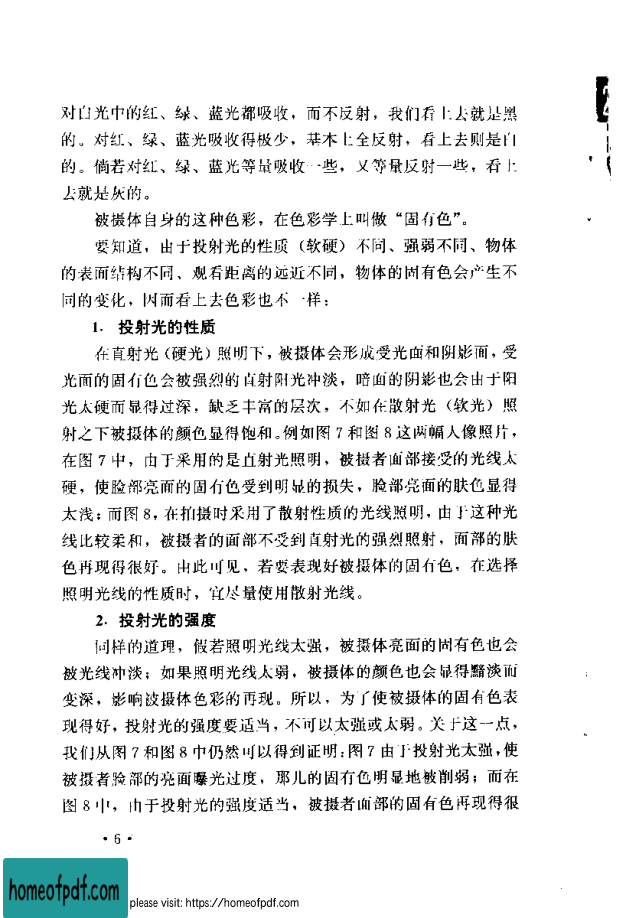 对白光中的红、绿、蓝光都吸收，而不反射，我们看上去就是黑
的。对红、绿、蓝光吸收得极少，基本上全反射，看上去则是白
的。倘若对红、绿、蓝光等量吸收一些，又等量反射一些，看上
去就是灰的。
被摄体自身的这种色彩，在色彩学上叫做“固有色”。
要知道，由于投射光的性质（软硬）不同、强弱不同、物体
的表面结构不同、观看距离的远近不同，物体的固有色会产生不
同的变化，因而看上去色彩也不一样：
1. 投射光的性质
在直射光（硬光）照明下，被摄体会形成受光面和阴影面，受
光面的固有色会被强烈的直射阳光冲淡，暗面的阴影也会由于阳
光太硬而显得过深，缺乏丰富的层次，不如在散射光（软光）照
射之下被摄体的颜色显得饱和。例如图7和图8这两幅人像照片，
在图7中，由于采用的是直射光照明，被摄者面部接受的光线太
硬，使脸部亮面的固有色受到明显的损失，脸部亮面的肤色显得
太浅；而图8，在拍摄时采用了散射性质的光线照明，由于这种光
线比较柔和，被摄者的面部不受到直射光的强烈照射，面部的肤
色再现得很好。由此可见，若要表现好被摄体的固有色，在选择
照明光线的性质时，宜尽量使用散射光线。
2. 投射光的强度
同样的道理，假若照明光线太强，被摄体亮面的固有色也会
被光线冲淡；如果照明光线太弱，被摄体的颜色也会显得黯淡而
变深，影响被摄体色彩的再现。所以，为了使被摄体的固有色表
现得好，投射光的强度要适当，不可以太强或太弱。关于这一点，
我们从图7和图8中仍然可以得到证明：图7由于投射光太强，使
被摄者脸部的亮面曝光过度，那儿的固有色明显地被削弱；而在
图8中，由于投射光的强度适当，被摄者面部的固有色再现得很
·6·
homeofpdf.com
please visit: https://homeofpdf.com